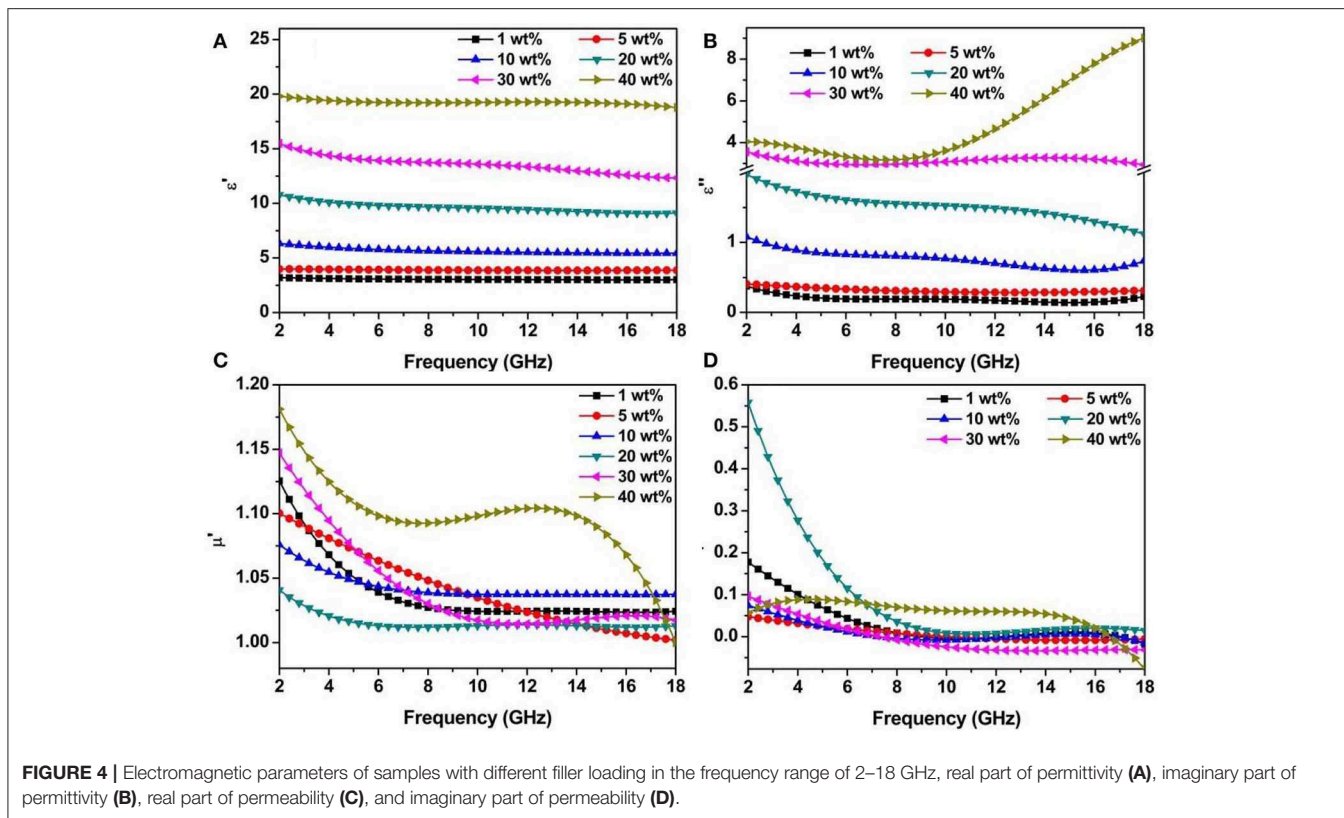 A
25
20
15
10
5
0
ε'
1 wt% 5 wt%
10 wt% 20 wt%
30 wt% 40 wt%
2 4 6 8 10 12 14 16 18
Frequency (GHz)
B
8
6
4
1
0
ε''
1 wt% 5 wt%
10 wt% 20 wt%
30 wt% 40 wt%
2 4 6 8 10 12 14 16 18
Frequency (GHz)
C
1.20
1.15
1.10
1.05
1.00
μ'
1 wt%
5 wt%
10 wt%
20 wt%
30 wt%
40 wt%
2 4 6 8 10 12 14 16 18
Frequency (GHz)
D
0.6
0.5
0.4
0.3
0.2
0.1
0.0
1 wt% 5 wt%
10 wt% 20 wt%
30 wt% 40 wt%
2 4 6 8 10 12 14 16 18
Frequency (GHz)
FIGURE 4 | Electromagnetic parameters of samples with different filler loading in the frequency range of 2–18 GHz, real part of permittivity (A), imaginary part of
permittivity (B), real part of permeability (C), and imaginary part of permeability (D).